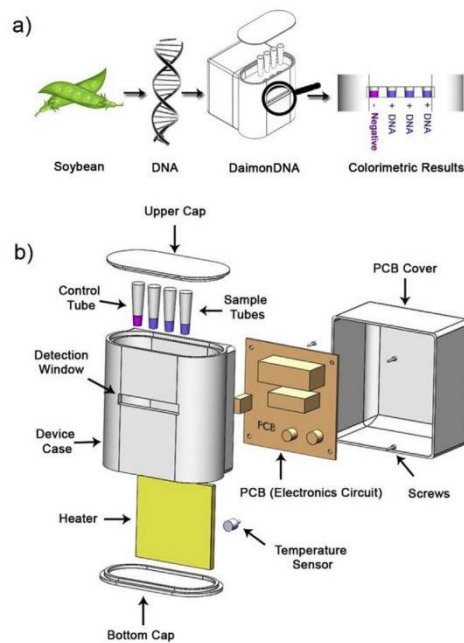 a)
Soybean
DNA
DaimonDNA
- Negative
+ DNA
+ DNA
+ DNA
Colorimetric Results
b)
Upper Cap
Control
Tube
Sample
Tubes
PCB Cover
Detection
Window
Device
Case
PCB
PCB (Electronics Circuit)
Screws
Heater
Temperature
Sensor
Bottom Cap